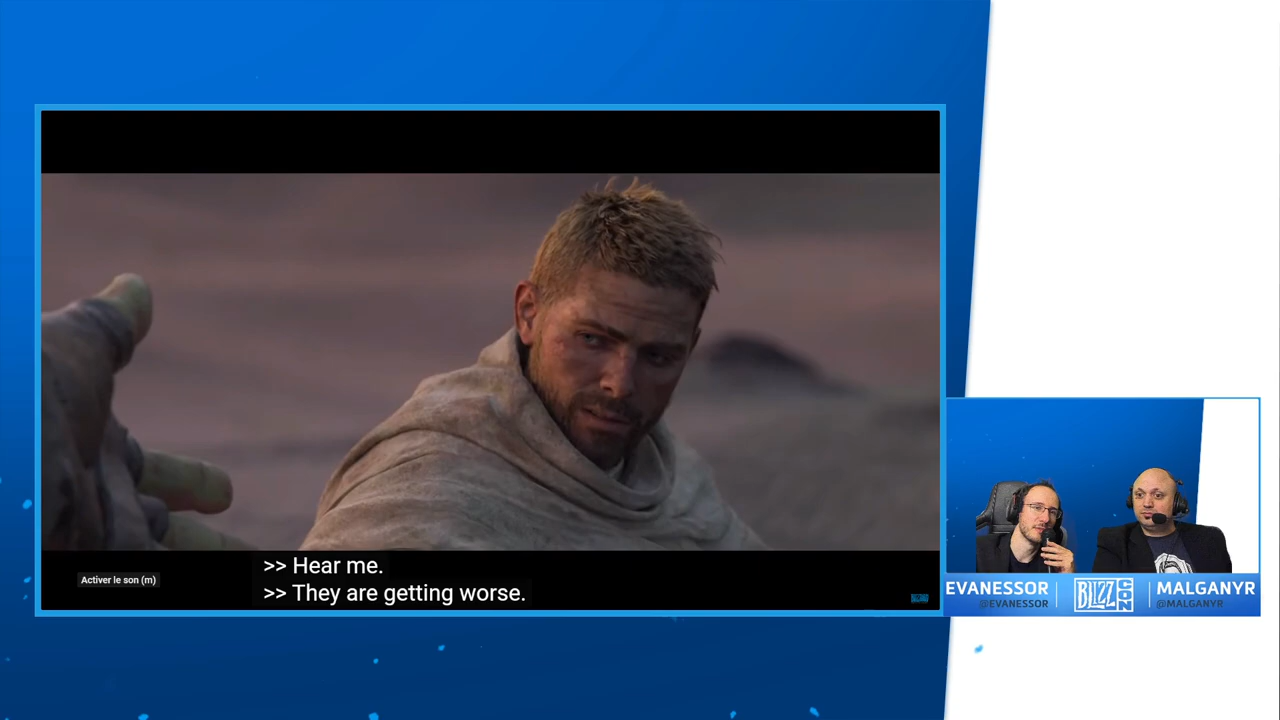 >> Hear me.
>> They are getting worse.
Activer le son (m)
EVANESSOR
@EVANESSOR
BLIZZCON
MALGANYR
@MALGANYR